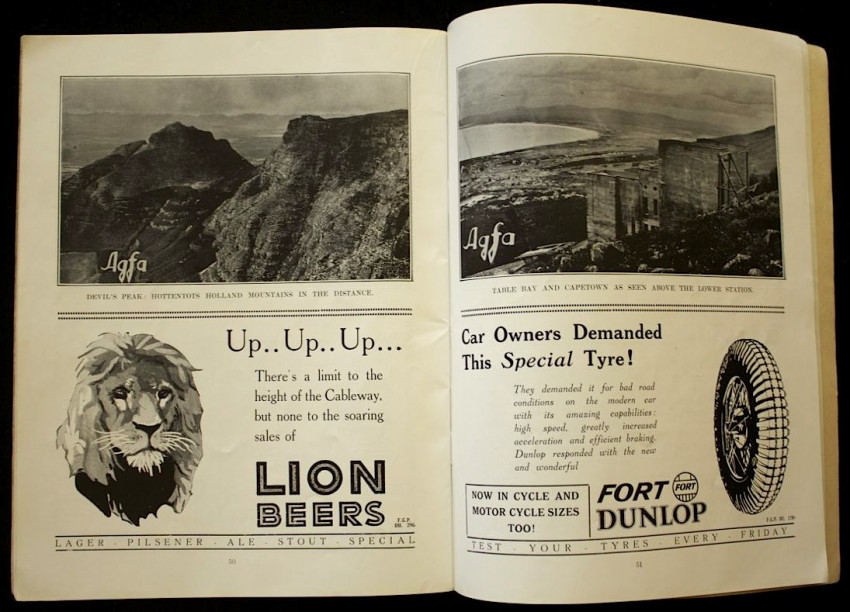 Agfa
DEVIL'S PEAK: HOTTENTOTS HOLLAND MOUNTAINS IN THE DISTANCE.
Up..Up..Up...
There's a limit to the
height of the Cableway,
but none to the soaring
sales of
LION
BEERS
F.G.P.
BB. 296
LAGER - PILSENER - ALE - STOUT - SPECIAL
50
Agfa
TABLE BAY AND CAPETOWN AS SEEN ABOVE THE LOWER STATION.
Car Owners Demanded
This Special Tyre!
They demanded it for bad road
conditions on the modern car
with its amazing capabilities:
high speed, greatly increased
acceleration and efficient braking.
Dunlop responded with the new
and wonderful
NOW IN CYCLE AND
MOTOR CYCLE SIZES
TOO!
FORT
FORT
DUNLOP
TEST - YOUR - TYRES - EVERY - FRIDAY
51